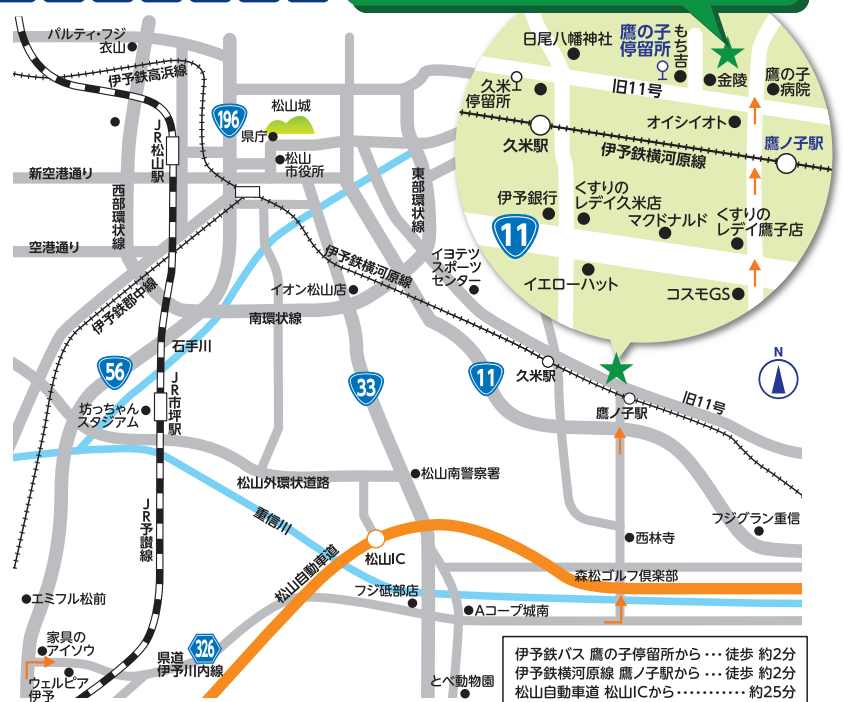 パルティ・フジ
衣山
伊予鉄高浜線
196
松山城
県庁
松山
市役所
JR松山駅
新空港通り
西部環状線
空港通り
東部環状線
伊予鉄横河原線
イヨテツ
スポーツ
センター
イオン松山店
伊予鉄郡中線
南環状線
石手川
56
33
11
坊っちゃん
スタジアム
JR市坪駅
久米駅
鷹ノ子駅
旧11号
松山外環状道路
松山南警察署
重信川
JR予讃線
松山IC
松山自動車道
西林寺
フジグラン重信
森松ゴルフ倶楽部
エミフル松前
フジ砥部店
Aコープ城南
家具の
アイソウ
ウェルピア
伊予
県道
伊予川内線
326
とべ動物園
N
日尾八幡神社
鷹の子
停留所
もち吉
金陵
鷹の子
病院
久米
停留所
旧11号
オイシイオト
久米駅
伊予鉄横河原線
鷹ノ子駅
伊予銀行
くすりの
レデイ久米店
マクドナルド
くすりの
レデイ鷹子店
11
イエローハット
コスモGS
伊予鉄バス 鷹の子停留所から…徒歩 約2分
伊予鉄横河原線 鷹ノ子駅から…徒歩 約2分
松山自動車道 松山ICから………… 約25分